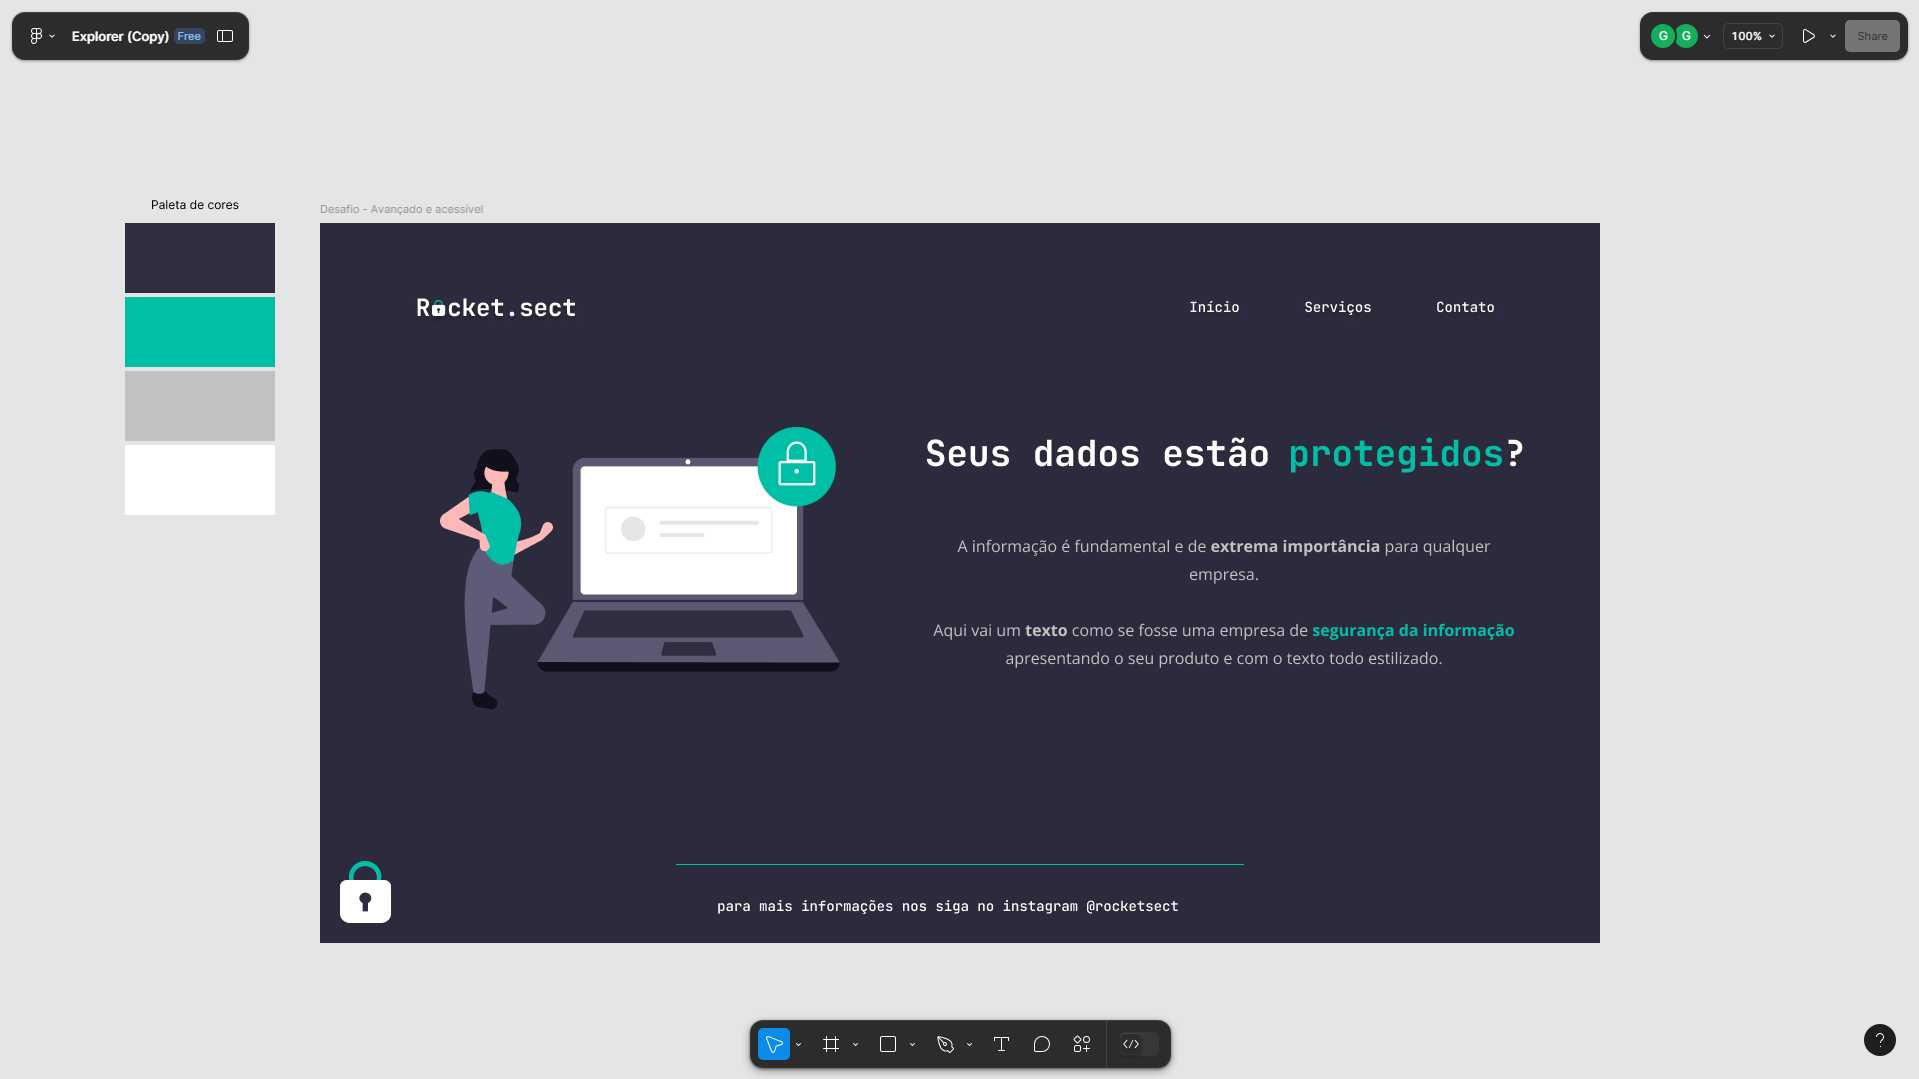 Explorer (Copy) Free
G G 100% Share
Paleta de cores
Desafio - Avançado e acessível
Rocket.sect
Início Serviços Contato
Seus dados estão protegidos?
A informação é fundamental e de extrema importância para qualquer
empresa.
Aqui vai um texto como se fosse uma empresa de segurança da informação
apresentando o seu produto e com o texto todo estilizado.
para mais informações nos siga no instagram @rocketsect
?